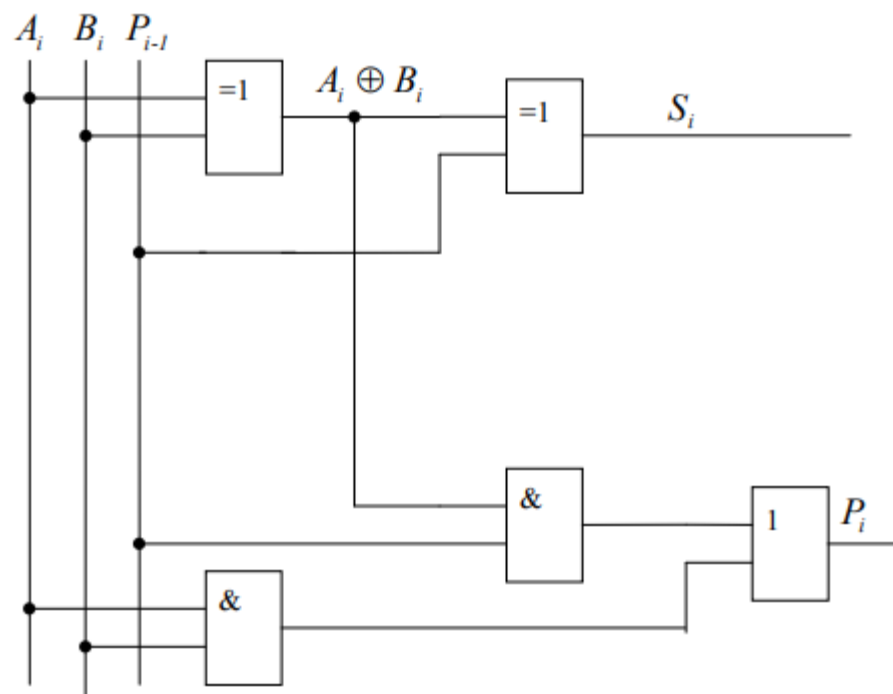 Aᵢ Bᵢ Pᵢ₋₁
=1
Aᵢ ⊕ Bᵢ
=1
Sᵢ
&
1
Pᵢ
&